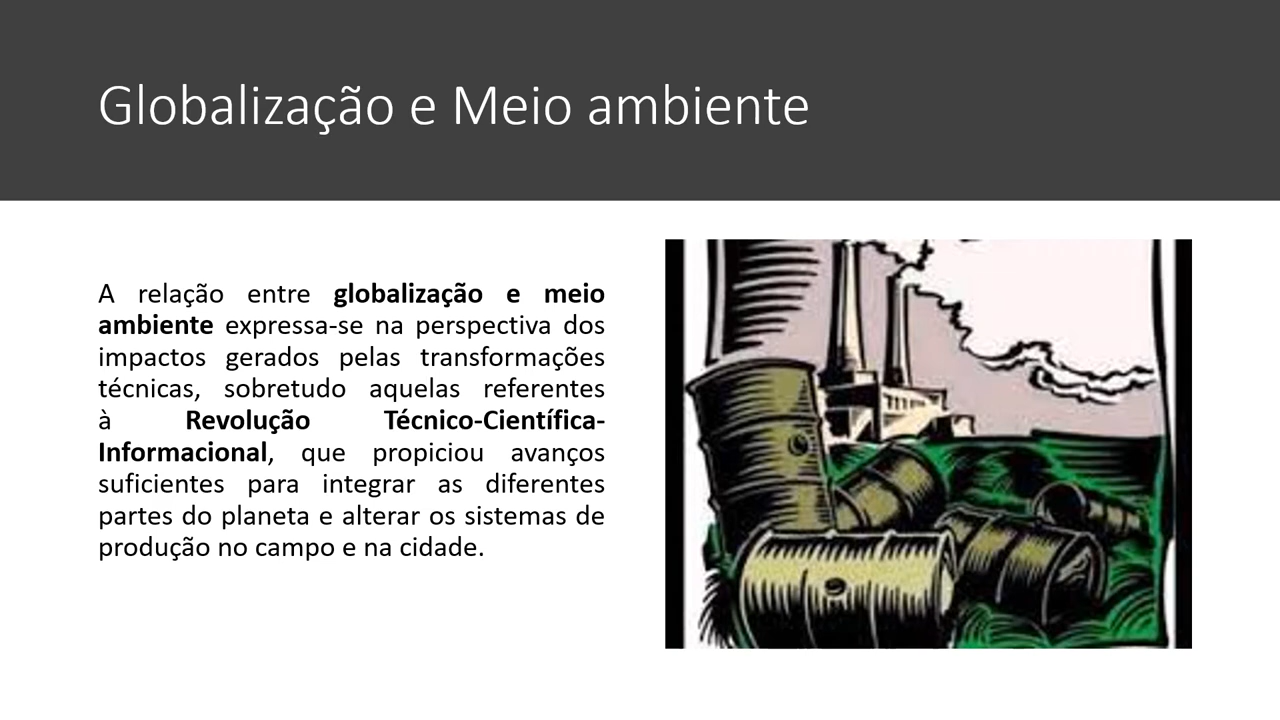 Globalização e Meio ambiente
A relação entre globalização e meio
ambiente expressa-se na perspectiva dos
impactos gerados pelas transformações
técnicas, sobretudo aquelas referentes
à Revolução Técnico-Científica-
Informacional, que propiciou avanços
suficientes para integrar as diferentes
partes do planeta e alterar os sistemas de
produção no campo e na cidade.